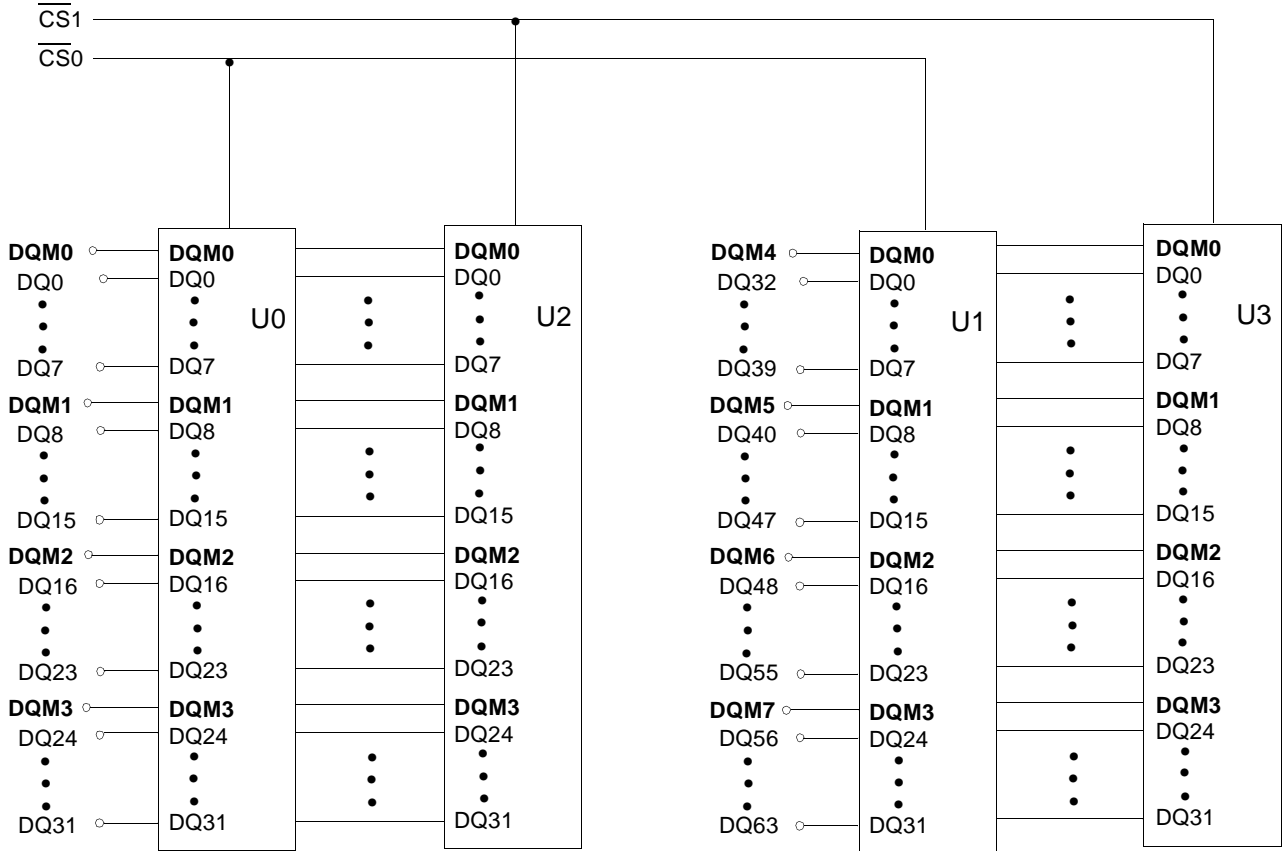 CS1
CS0
DQM0 DQM0 DQM0 DQM4 DQM0 DQM0
DQ0 DQ0 DQ0 DQ32 DQ0 DQ0
U0 U2 U1 U3
DQ7 DQ7 DQ7 DQ39 DQ7 DQ7
DQM1 DQM1 DQM1 DQM5 DQM1 DQM1
DQ8 DQ8 DQ8 DQ40 DQ8 DQ8
DQ15 DQ15 DQ15 DQ47 DQ15 DQ15
DQM2 DQM2 DQM2 DQM6 DQM2 DQM2
DQ16 DQ16 DQ16 DQ48 DQ16 DQ16
DQ23 DQ23 DQ23 DQ55 DQ23 DQ23
DQM3 DQM3 DQM3 DQM7 DQM3 DQM3
DQ24 DQ24 DQ24 DQ56 DQ24 DQ24
DQ31 DQ31 DQ31 DQ63 DQ31 DQ31